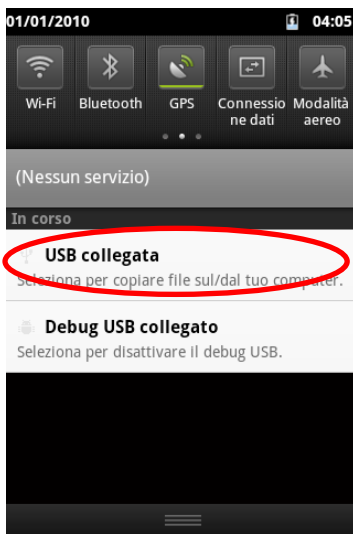 01/01/2010 04:05
Wi-Fi Bluetooth GPS Connessio Modalità
ne dati aereo
(Nessun servizio)
In corso
USB collegata
Seleziona per copiare file sul/dal tuo computer.
Debug USB collegato
Seleziona per disattivare il debug USB.